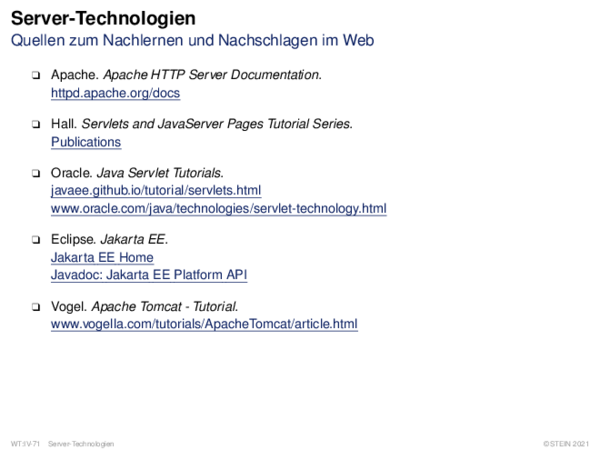 Server-Technologien
Quellen zum Nachlernen und Nachschlagen im Web
❑ Apache. Apache HTTP Server Documentation.
httpd.apache.org/docs
❑ Hall. Servlets and JavaServer Pages Tutorial Series.
Publications
❑ Oracle. Java Servlet Tutorials.
javaee.github.io/tutorial/servlets.html
www.oracle.com/java/technologies/servlet-technology.html
❑ Eclipse. Jakarta EE.
Jakarta EE Home
Javadoc: Jakarta EE Platform API
❑ Vogel. Apache Tomcat - Tutorial.
www.vogella.com/tutorials/ApacheTomcat/article.html
WT:IV-71 Server-Technologien ©STEIN 2021